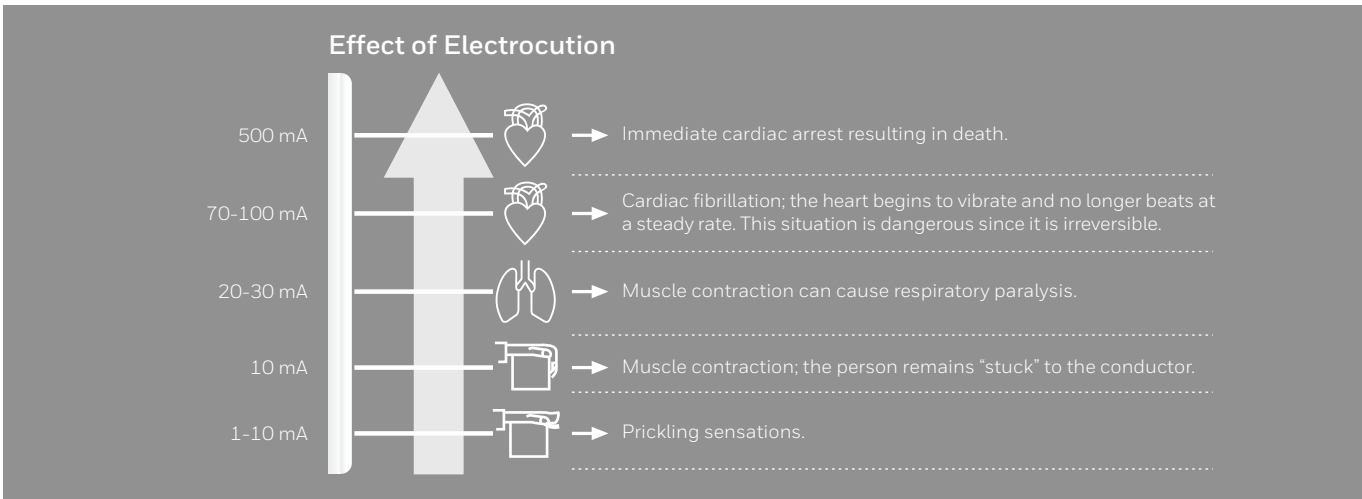 Effect of Electrocution
500 mA
Immediate cardiac arrest resulting in death.
70-100 mA
Cardiac fibrillation; the heart begins to vibrate and no longer beats at
a steady rate. This situation is dangerous since it is irreversible.
20-30 mA
Muscle contraction can cause respiratory paralysis.
10 mA
Muscle contraction; the person remains “stuck” to the conductor.
1-10 mA
Prickling sensations.